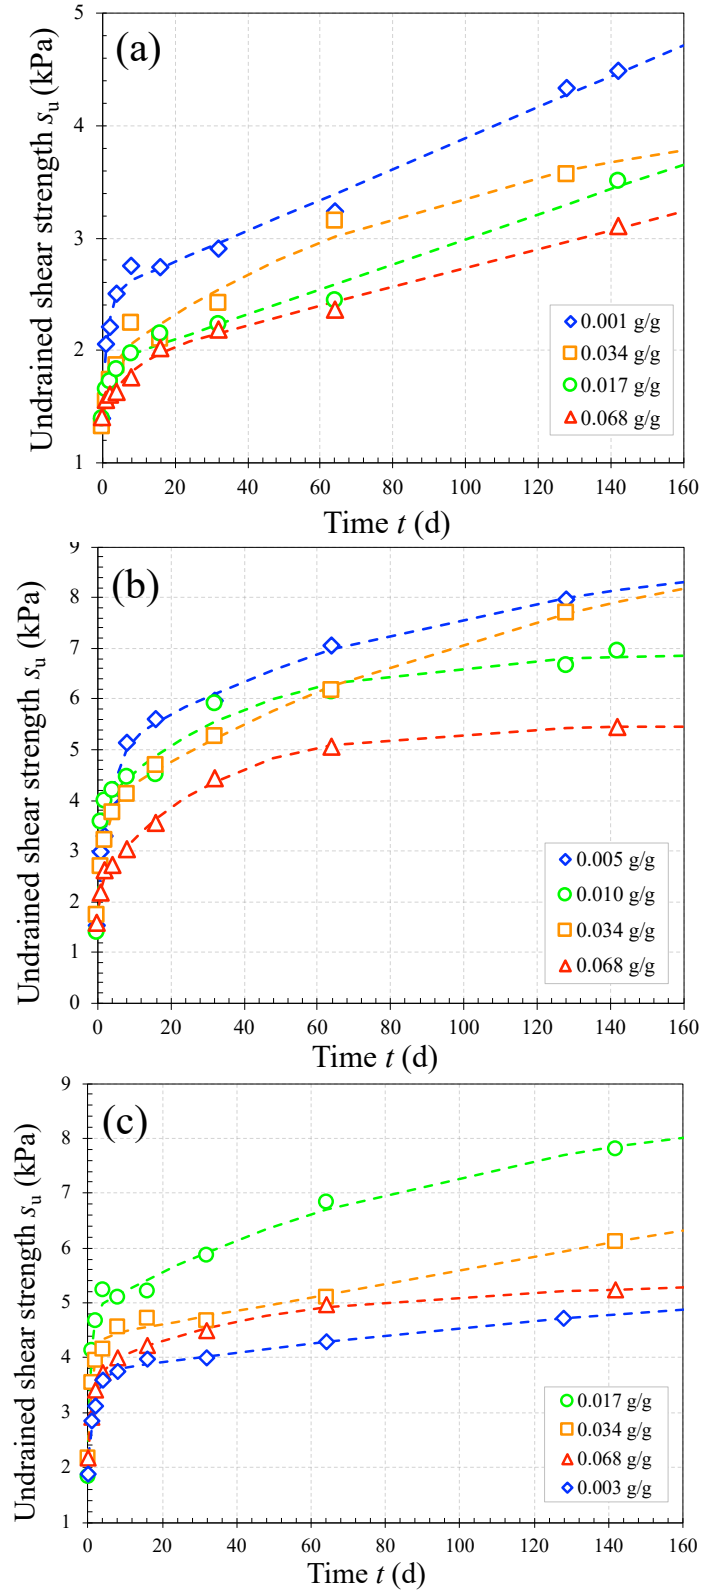 (a)
Undrained shear strength su (kPa)
5
4
3
2
1
0.001 g/g
0.034 g/g
0.017 g/g
0.068 g/g
0 20 40 60 80 100 120 140 160
Time t (d)
(b)
Undrained shear strength su (kPa)
9
8
7
6
5
4
3
2
1
0
0.005 g/g
0.010 g/g
0.034 g/g
0.068 g/g
0 20 40 60 80 100 120 140 160
Time t (d)
(c)
Undrained shear strength su (kPa)
9
8
7
6
5
4
3
2
1
0.017 g/g
0.034 g/g
0.068 g/g
0.003 g/g
0 20 40 60 80 100 120 140 160
Time t (d)